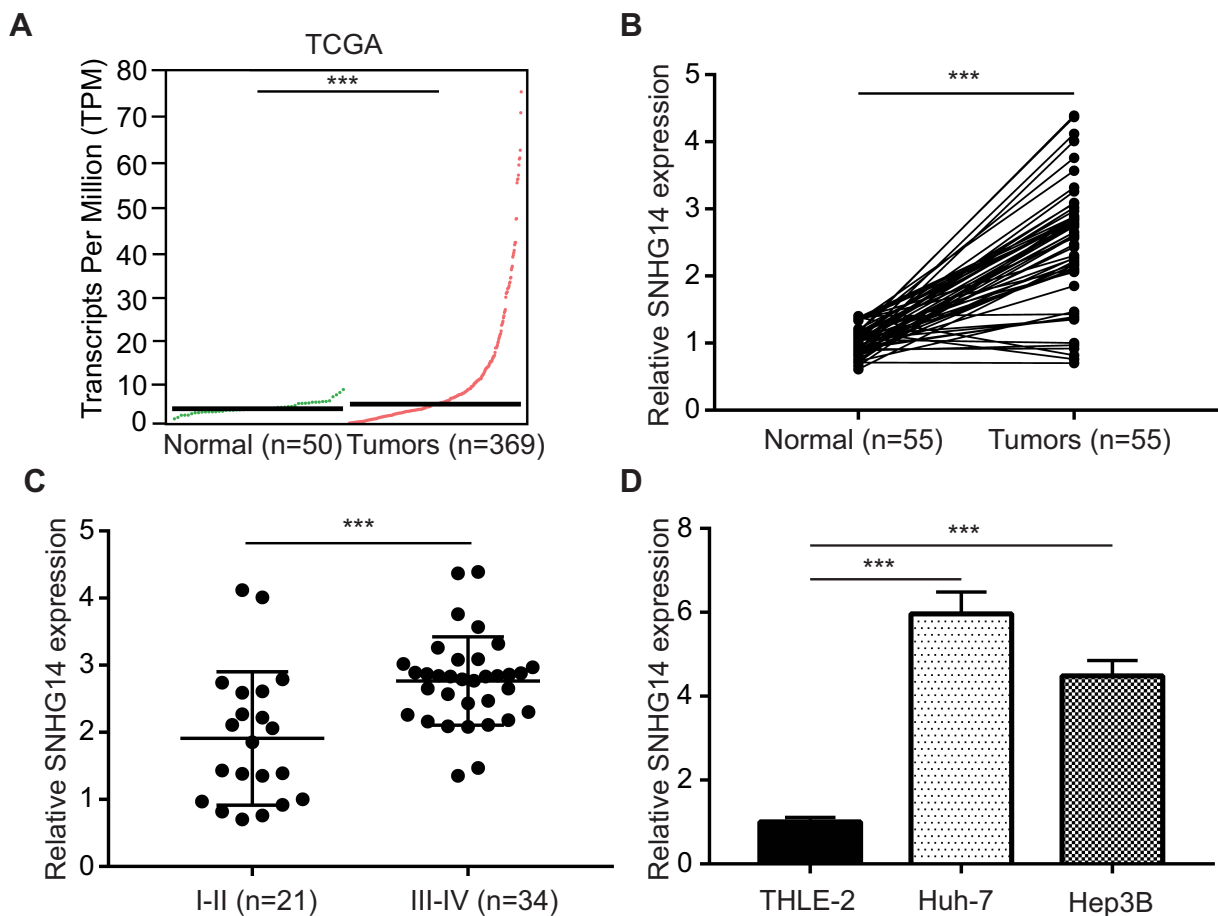 A
TCGA
***
Transcripts Per Million (TPM)
80
70
60
50
40
30
20
10
0
Normal (n=50) Tumors (n=369)
B
***
Relative SNHG14 expression
5
4
3
2
1
0
Normal (n=55) Tumors (n=55)
C
***
Relative SNHG14 expression
5
4
3
2
1
0
I-II (n=21) III-IV (n=34)
D
***
***
Relative SNHG14 expression
8
6
4
2
0
THLE-2 Huh-7 Hep3B